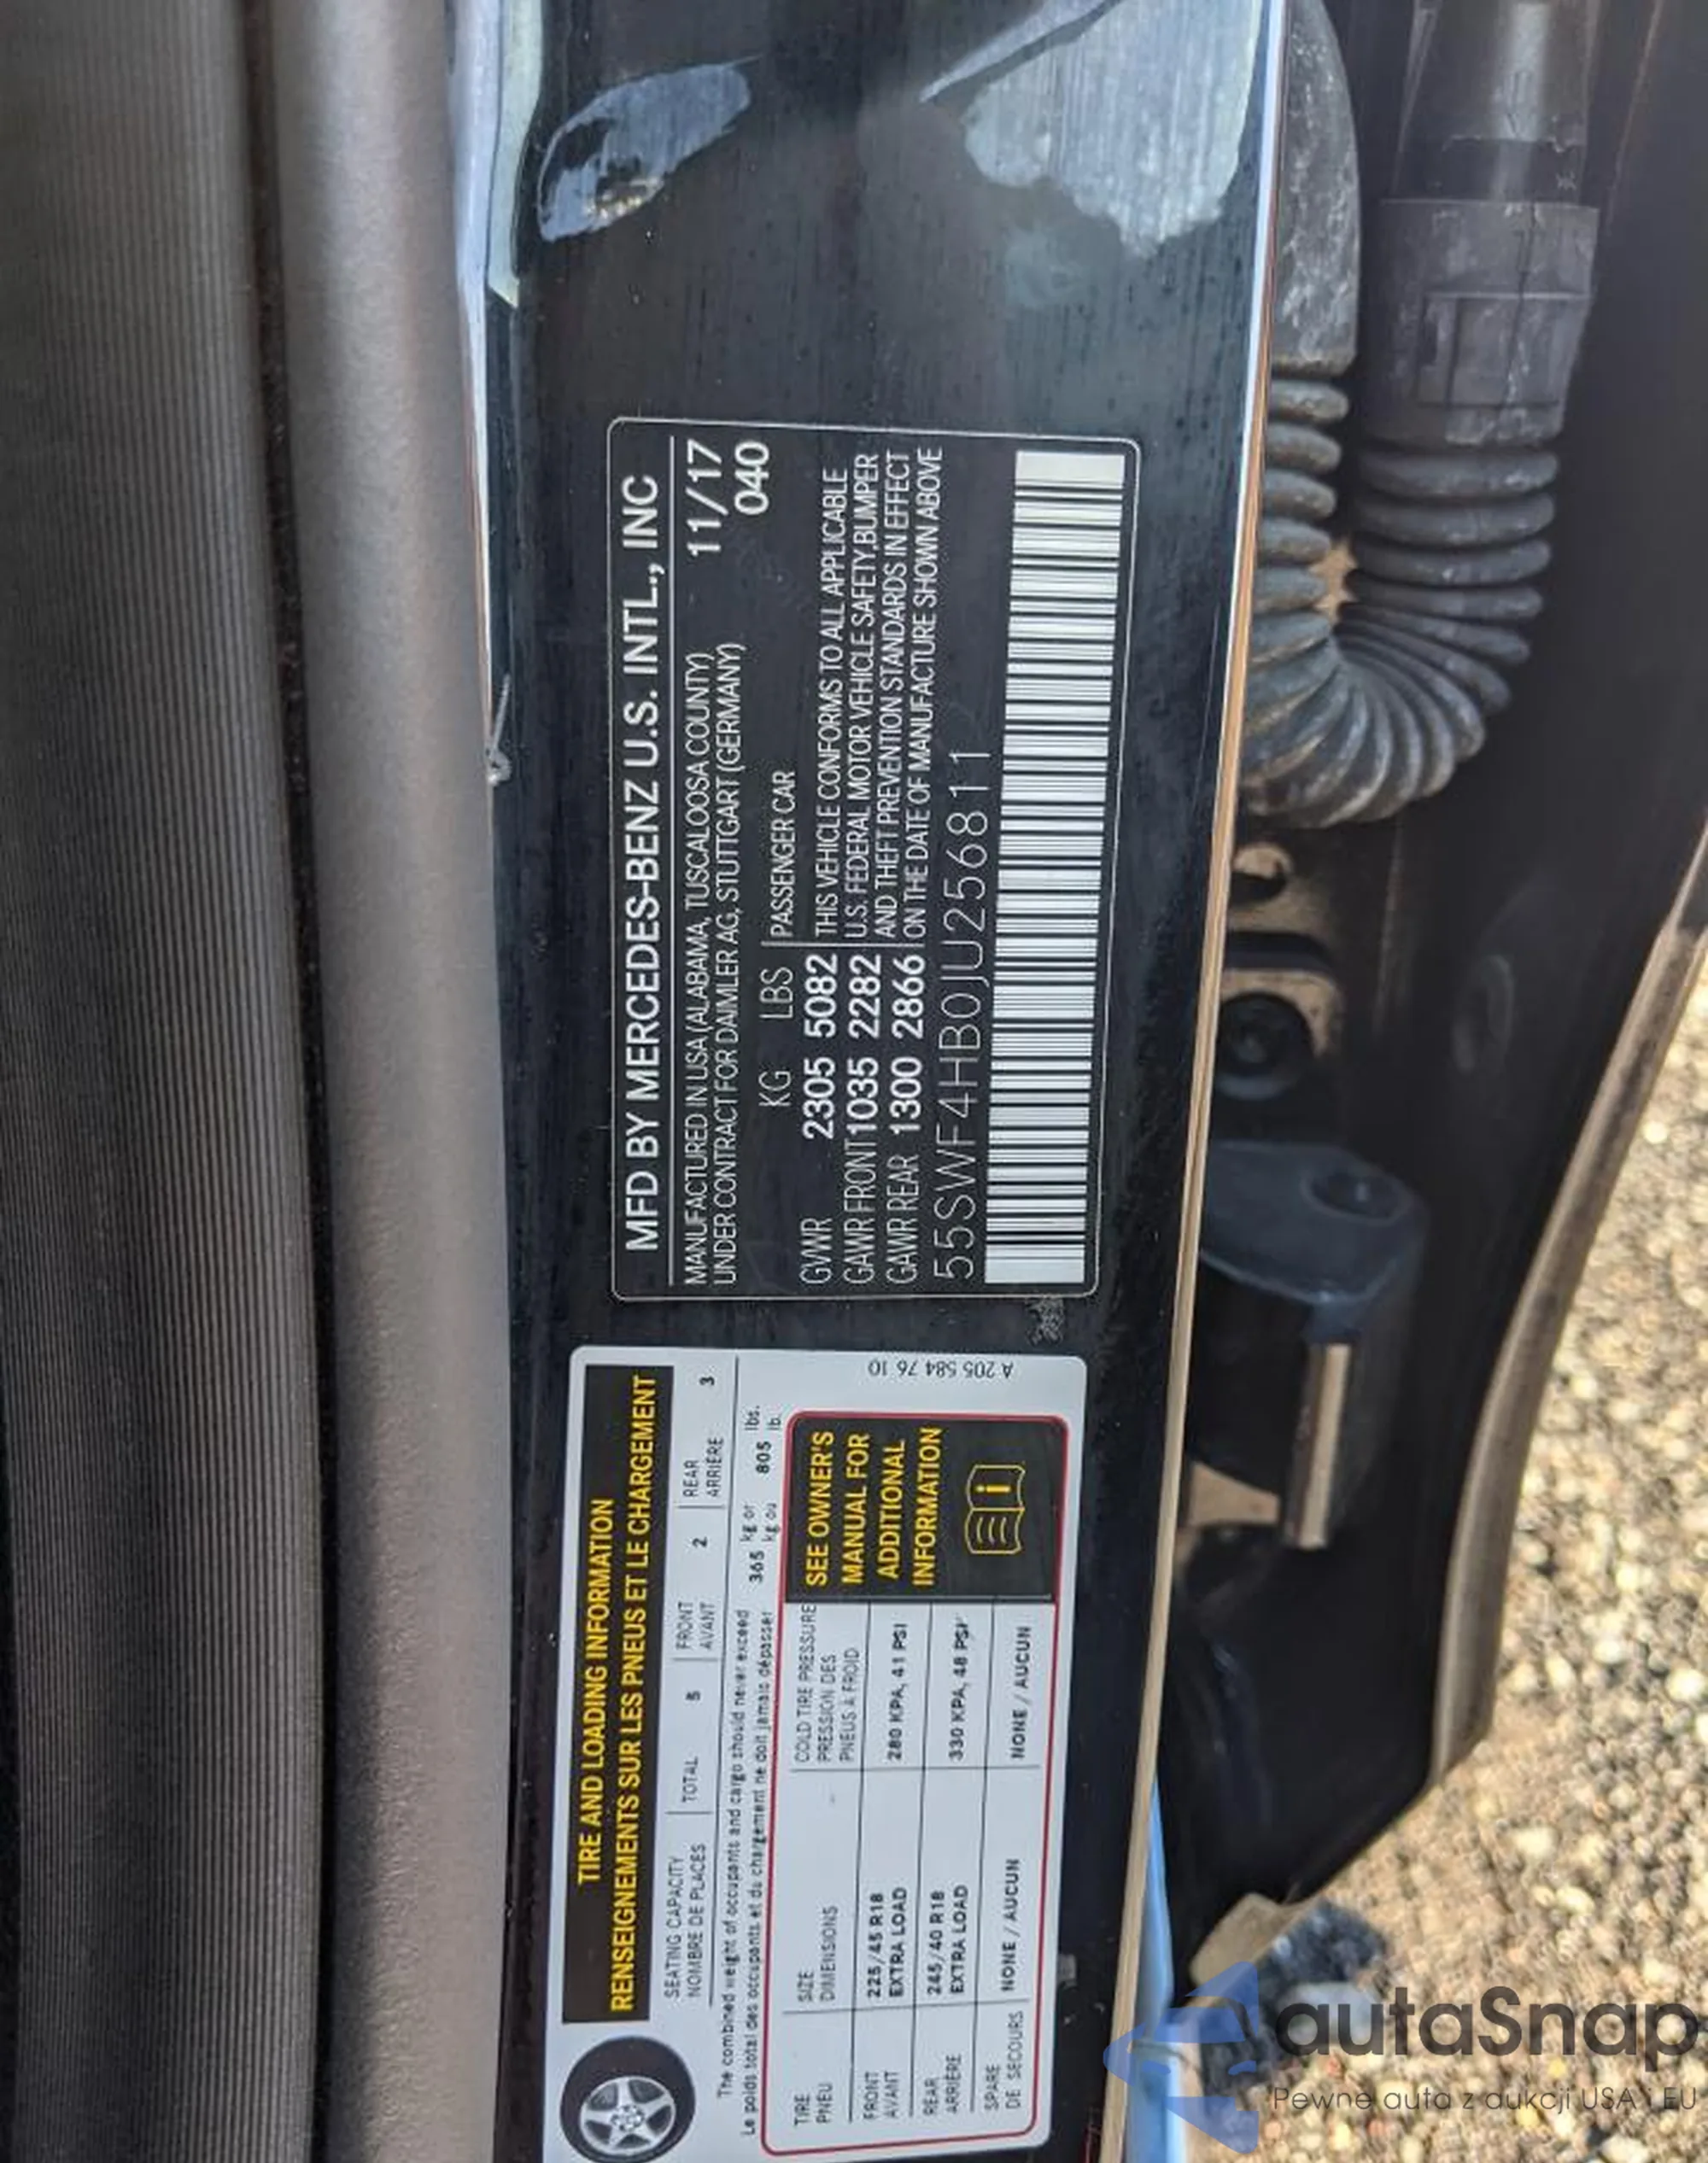 MFD BY MERCEDES-BENZ U.S. INTL., INC
MANUFACTURED IN USA (ALABAMA, TUSCALOOSA COUNTY) 11/17
UNDER CONTRACT FOR DAIMLER AG, STUTTGART (GERMANY) 040
KG LBS PASSENGER CAR
GVWR 2305 5082 THIS VEHICLE CONFORMS TO ALL APPLICABLE
GAWR FRONT 1035 2282 U.S. FEDERAL MOTOR VEHICLE SAFETY,BUMPER
GAWR REAR 1300 2866 AND THEFT PREVENTION STANDARDS IN EFFECT
ON THE DATE OF MANUFACTURE SHOWN ABOVE
55SWF4HB0JU256811
TIRE AND LOADING INFORMATION
RENSEIGNEMENTS SUR LES PNEUS ET LE CHARGEMENT
SEATING CAPACITY TOTAL 5 FRONT 2 REAR 3
NOMBRE DE PLACES AVANT ARRIÈRE
The combined weight of occupants and cargo should never exceed 365 kg or 805 lbs.
Le poids total des occupants et du chargement ne doit jamais dépasser kg ou lb.
TIRE SIZE COLD TIRE PRESSURE
PNEU DIMENSIONS PRESSION DES
PNEUS À FROID
FRONT 225/45 R18 280 KPA, 41 PSI
AVANT EXTRA LOAD
REAR 245/40 R18 330 KPA, 48 PSI
ARRIÈRE EXTRA LOAD
SPARE NONE / AUCUN NONE / AUCUN
DE SECOURS
SEE OWNER'S
MANUAL FOR
ADDITIONAL
INFORMATION
A 205 584 76 10
autaSnap
Pewne auta z aukcji USA i EU